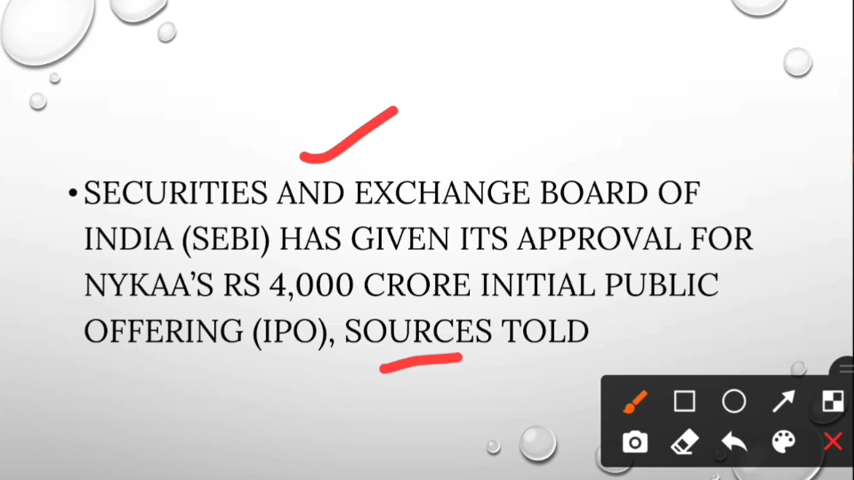 • SECURITIES AND EXCHANGE BOARD OF
INDIA (SEBI) HAS GIVEN ITS APPROVAL FOR
NYKAA’S RS 4,000 CRORE INITIAL PUBLIC
OFFERING (IPO), SOURCES TOLD